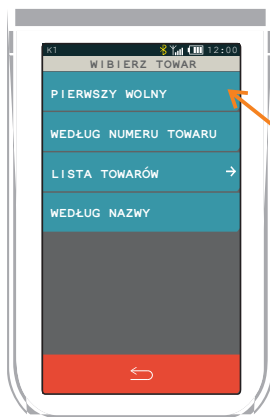 K1 12:00
WIBIERZ TOWAR
PIERWSZY WOLNY
WEDŁUG NUMERU TOWARU
LISTA TOWARÓW
WEDŁUG NAZWY